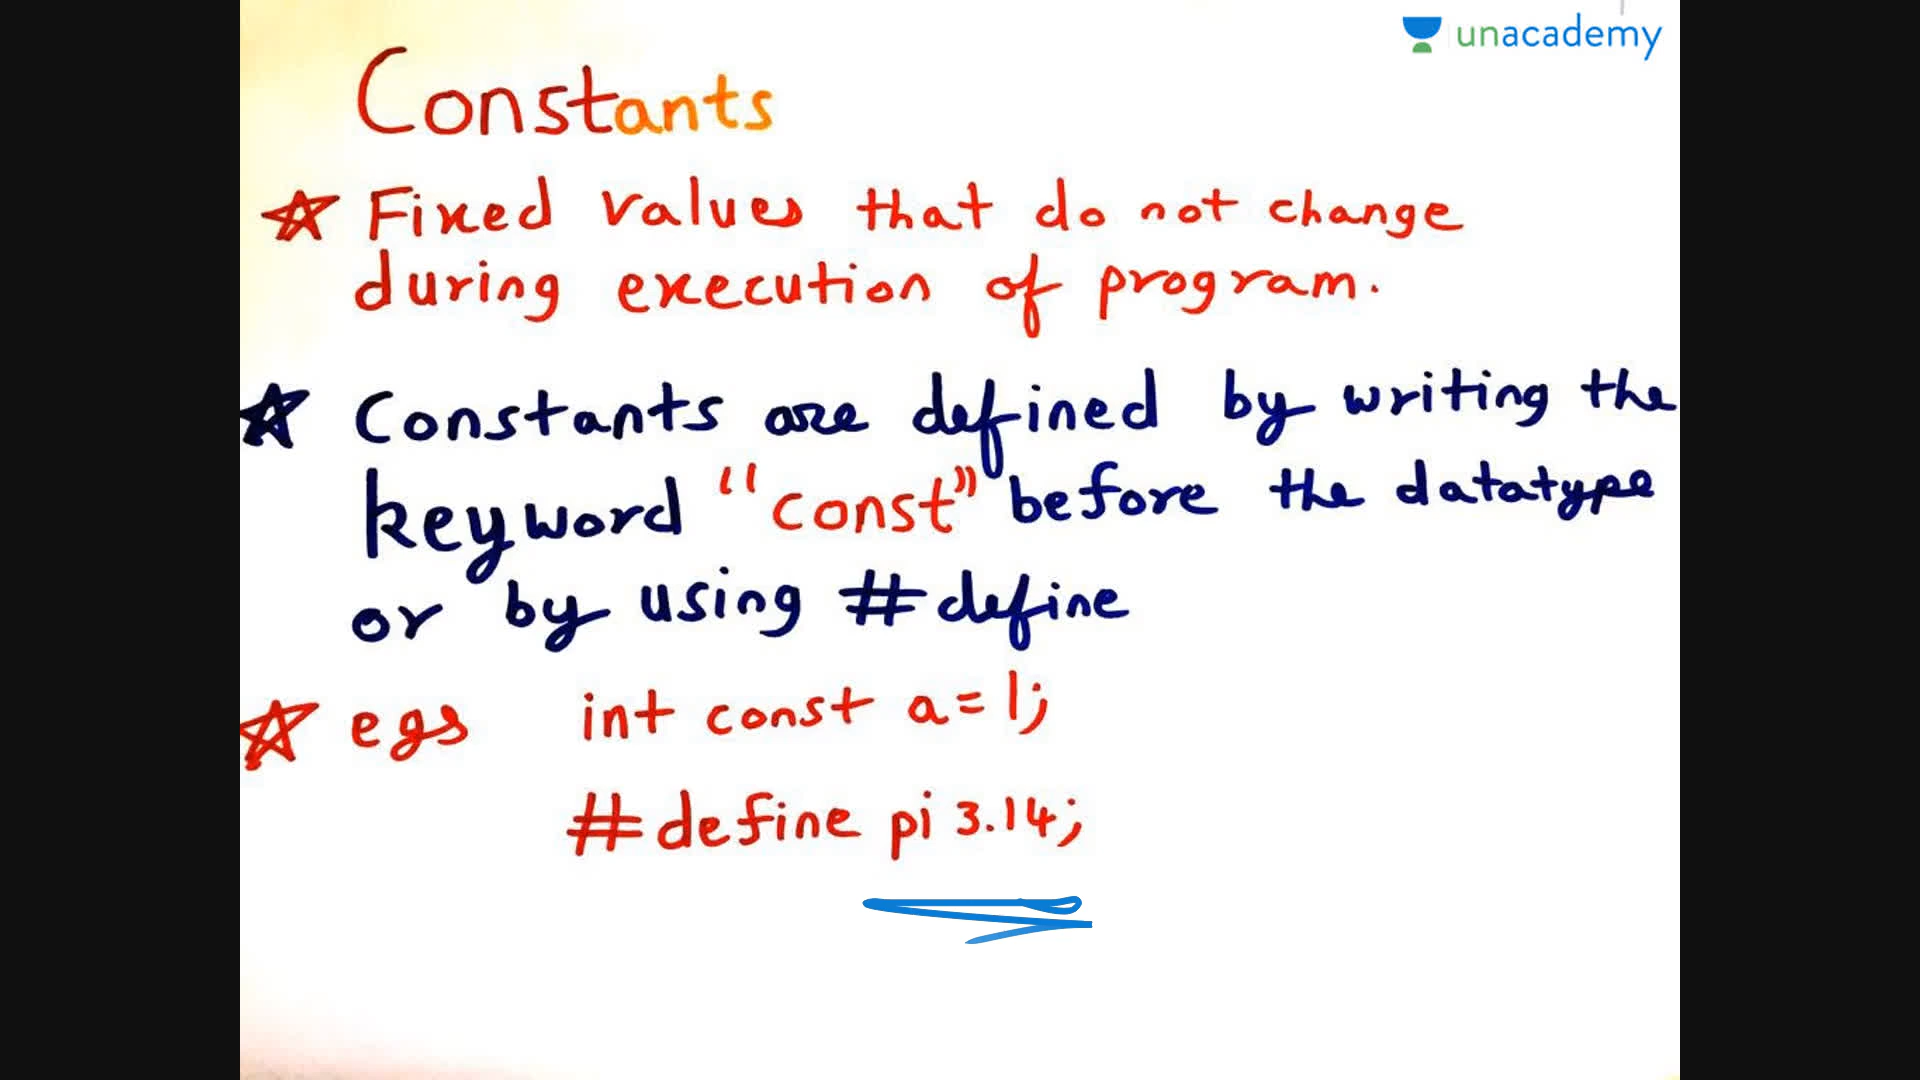 unacademy
Constants
Fixed values that do not change
during execution of program.
Constants are defined by writing the
keyword "const" before the datatype
or by using #define
egs int const a=1;
#define pi 3.14;